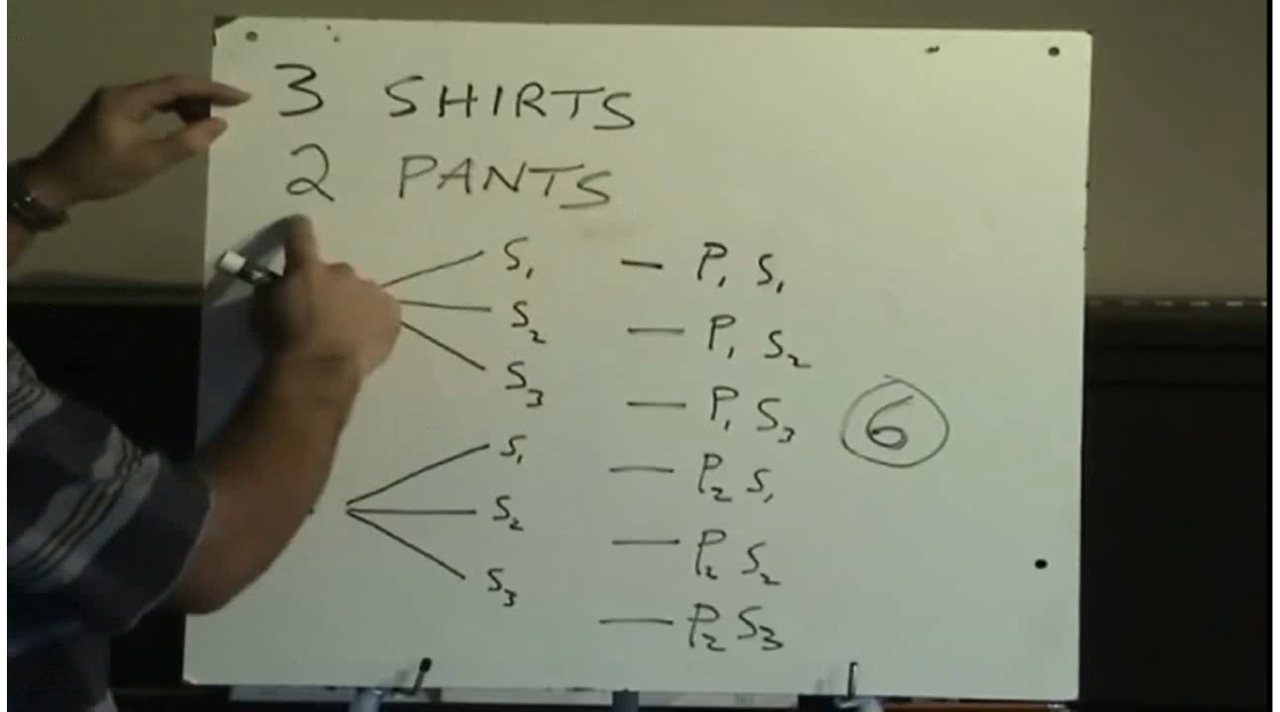 3 SHIRTS
2 PANTS
S₁ — P₁ S₁
S₂ — P₁ S₂
S₃ — P₁ S₃
6
S₁ — P₂ S₁
S₂ — P₂ S₂
S₃ — P₂ S₃